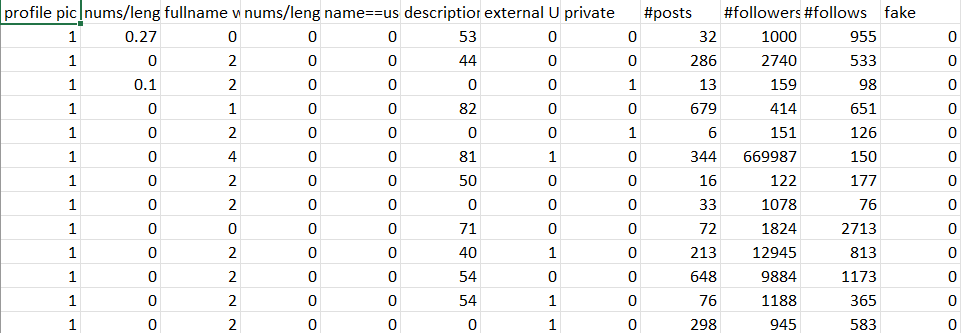 profile pic nums/leng fullname w nums/leng name==us description external U private #posts #followers #follows fake
1 0.27 0 0 0 53 0 0 32 1000 955 0
1 0 2 0 0 44 0 0 286 2740 533 0
1 0.1 2 0 0 0 0 1 13 159 98 0
1 0 1 0 0 82 0 0 679 414 651 0
1 0 2 0 0 0 0 1 6 151 126 0
1 0 4 0 0 81 1 0 344 669987 150 0
1 0 2 0 0 50 0 0 16 122 177 0
1 0 2 0 0 0 0 0 33 1078 76 0
1 0 0 0 0 71 0 0 72 1824 2713 0
1 0 2 0 0 40 1 0 213 12945 813 0
1 0 2 0 0 54 0 0 648 9884 1173 0
1 0 2 0 0 54 1 0 76 1188 365 0
1 0 2 0 0 0 1 0 298 945 583 0